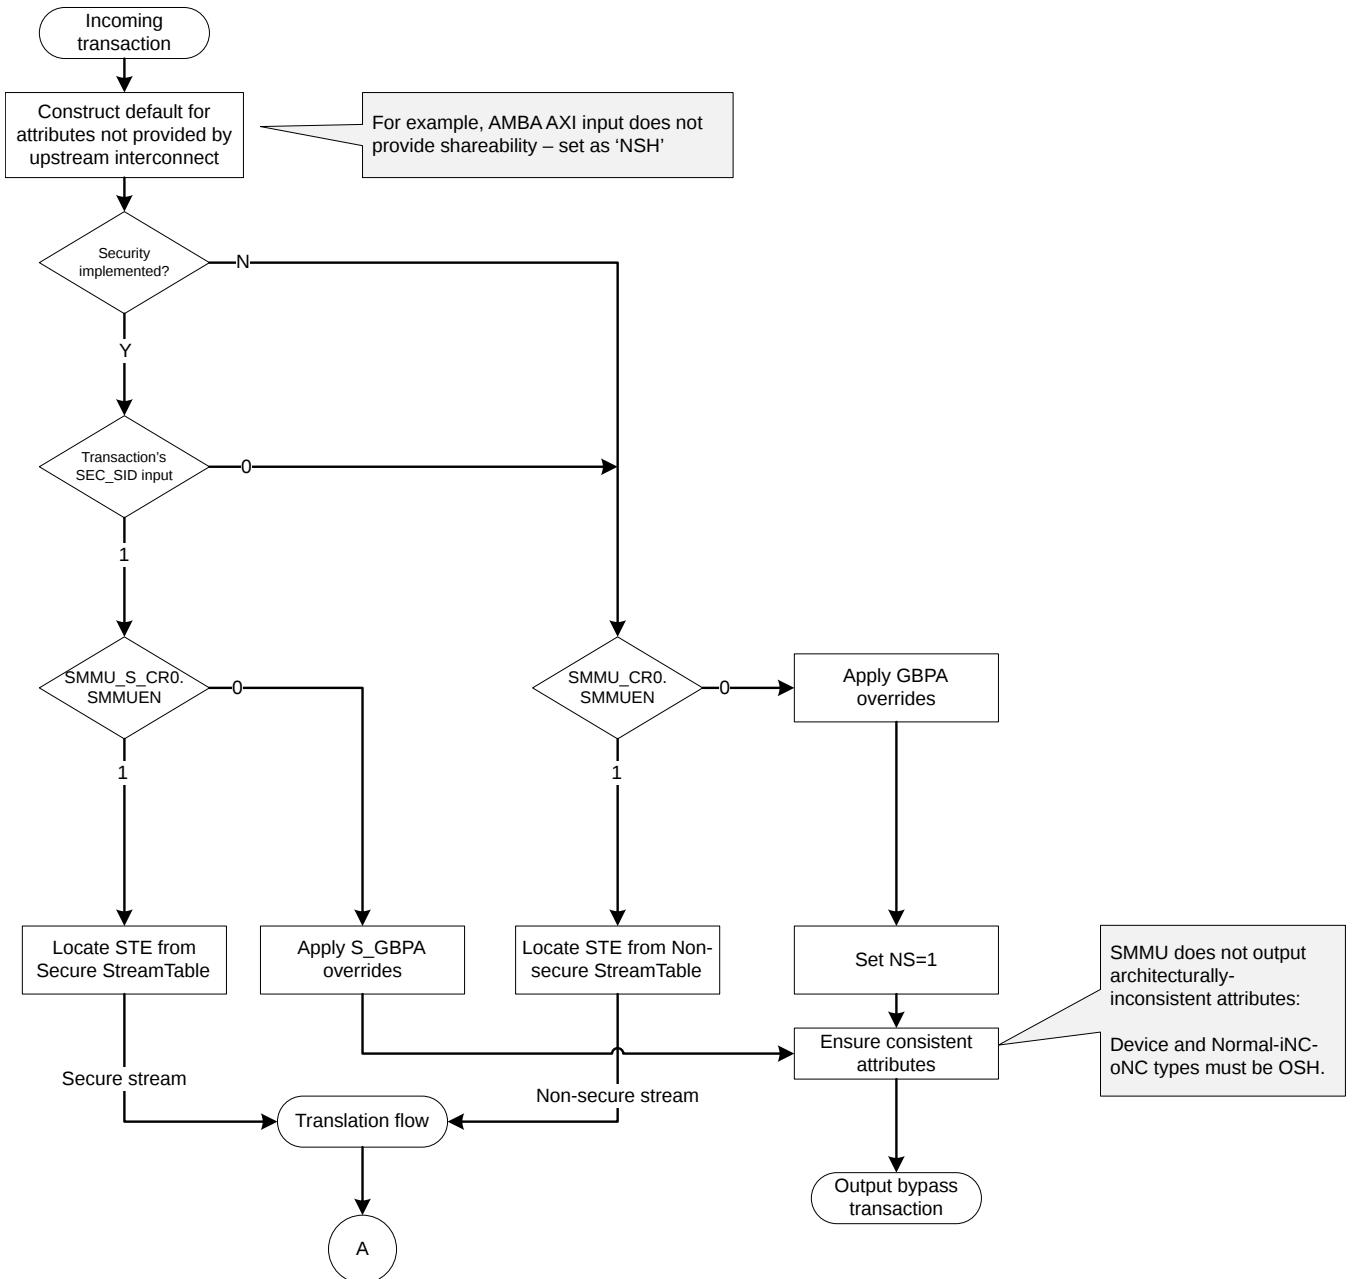 Incoming
transaction
Construct default for
attributes not provided by
upstream interconnect
For example, AMBA AXI input does not
provide shareability – set as ‘NSH’
Security
implemented?
N
Y
Transaction's
SEC_SID input
0
1
SMMU_S_CR0.
SMMUEN
0
1
SMMU_CR0.
SMMUEN
0
1
Apply GBPA
overrides
Locate STE from
Secure StreamTable
Apply S_GBPA
overrides
Locate STE from Non-
secure StreamTable
Set NS=1
SMMU does not output
architecturally-
inconsistent attributes:
Device and Normal-iNC-
oNC types must be OSH.
Ensure consistent
attributes
Secure stream
Non-secure stream
Translation flow
Output bypass
transaction
A